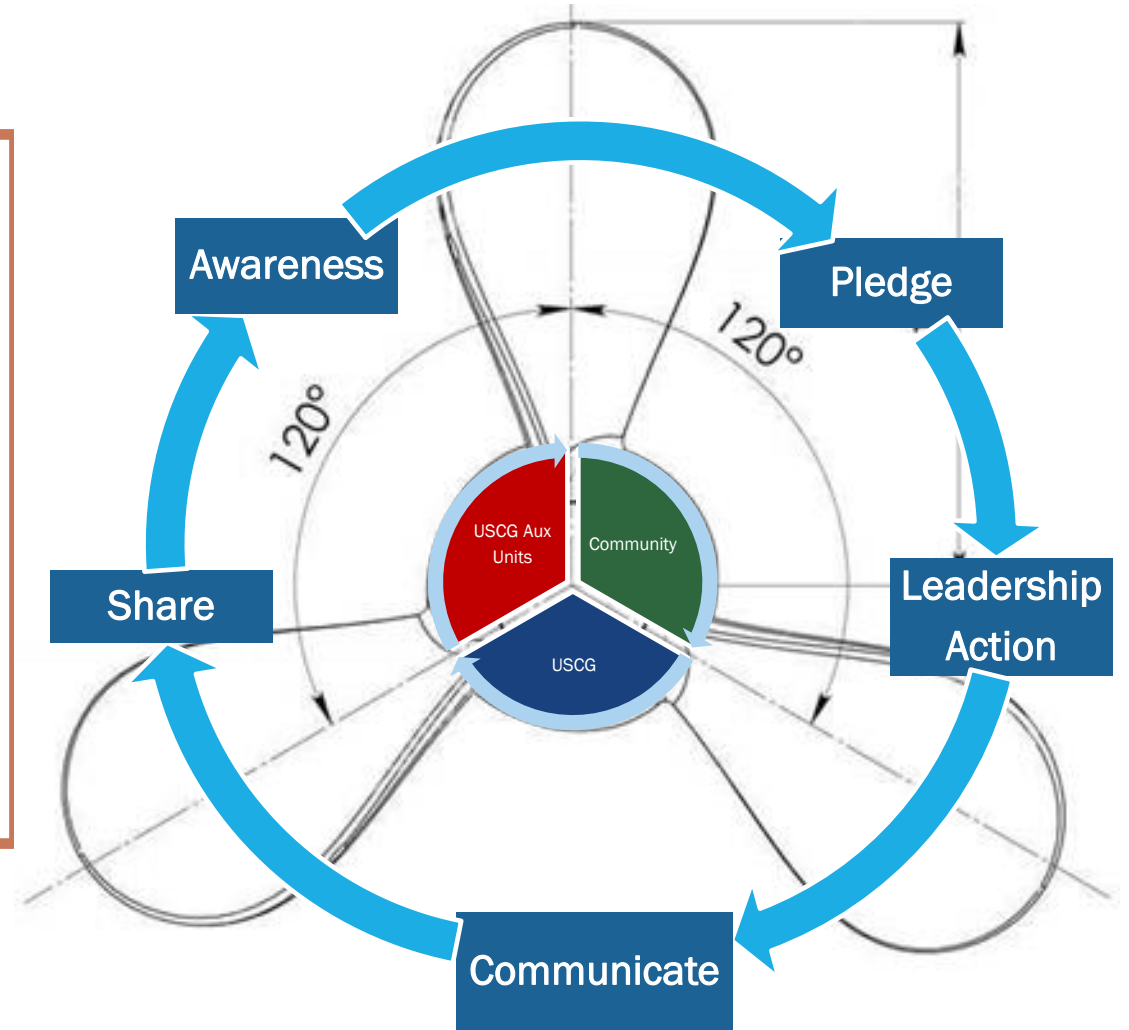 Awareness
Pledge
120°
120°
USCG Aux
Units
Community
Leadership
Action
Share
USCG
Communicate